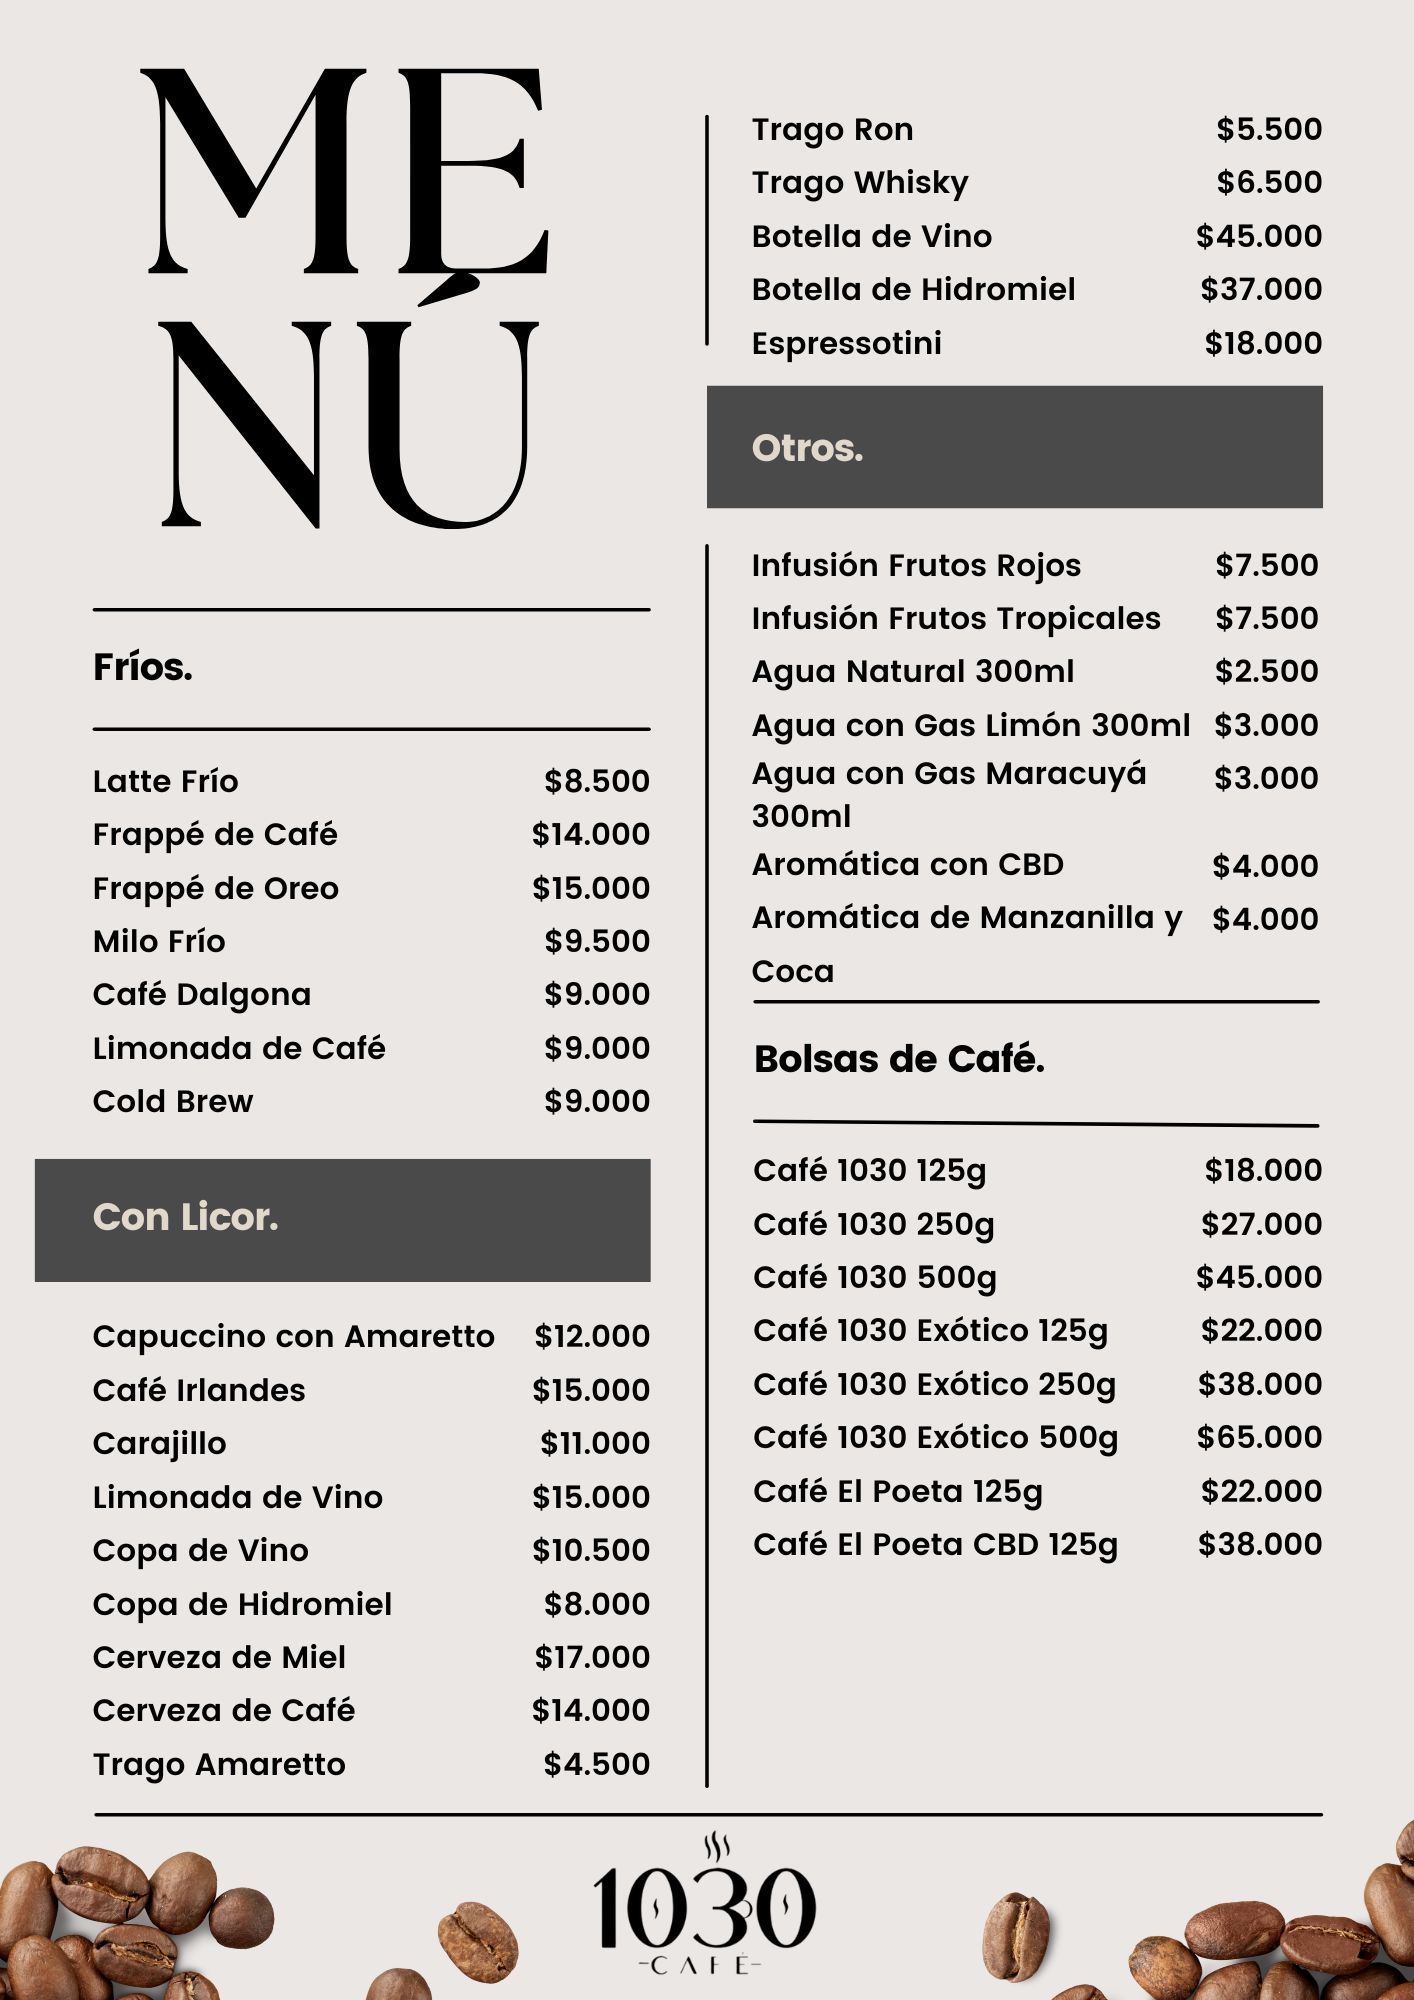 ME
NÚ
Fríos.
Latte Frío $8.500
Frappé de Café $14.000
Frappé de Oreo $15.000
Milo Frío $9.500
Café Dalgona $9.000
Limonada de Café $9.000
Cold Brew $9.000
Con Licor.
Capuccino con Amaretto $12.000
Café Irlandes $15.000
Carajillo $11.000
Limonada de Vino $15.000
Copa de Vino $10.500
Copa de Hidromiel $8.000
Cerveza de Miel $17.000
Cerveza de Café $14.000
Trago Amaretto $4.500
Trago Ron $5.500
Trago Whisky $6.500
Botella de Vino $45.000
Botella de Hidromiel $37.000
Espressotini $18.000
Otros.
Infusión Frutos Rojos $7.500
Infusión Frutos Tropicales $7.500
Agua Natural 300ml $2.500
Agua con Gas Limón 300ml $3.000
Agua con Gas Maracuyá $3.000
300ml
Aromática con CBD $4.000
Aromática de Manzanilla y $4.000
Coca
Bolsas de Café.
Café 1030 125g $18.000
Café 1030 250g $27.000
Café 1030 500g $45.000
Café 1030 Exótico 125g $22.000
Café 1030 Exótico 250g $38.000
Café 1030 Exótico 500g $65.000
Café El Poeta 125g $22.000
Café El Poeta CBD 125g $38.000
1030
-CAFÉ-